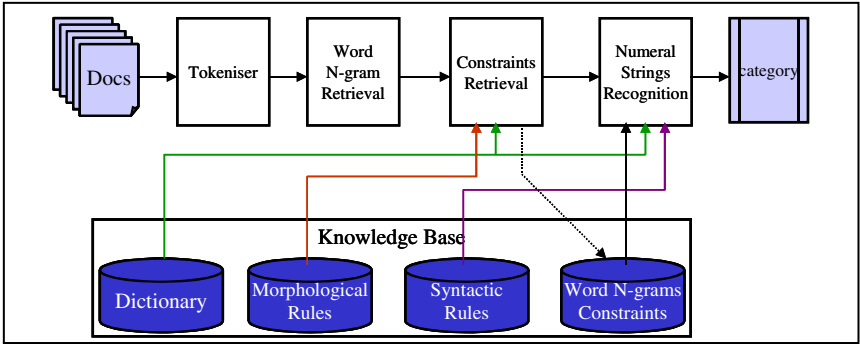 Docs
Tokeniser
Word
N-gram
Retrieval
Constraints
Retrieval
Numeral
Strings
Recognition
category
Knowledge Base
Dictionary
Morphological
Rules
Syntactic
Rules
Word N-grams
Constraints